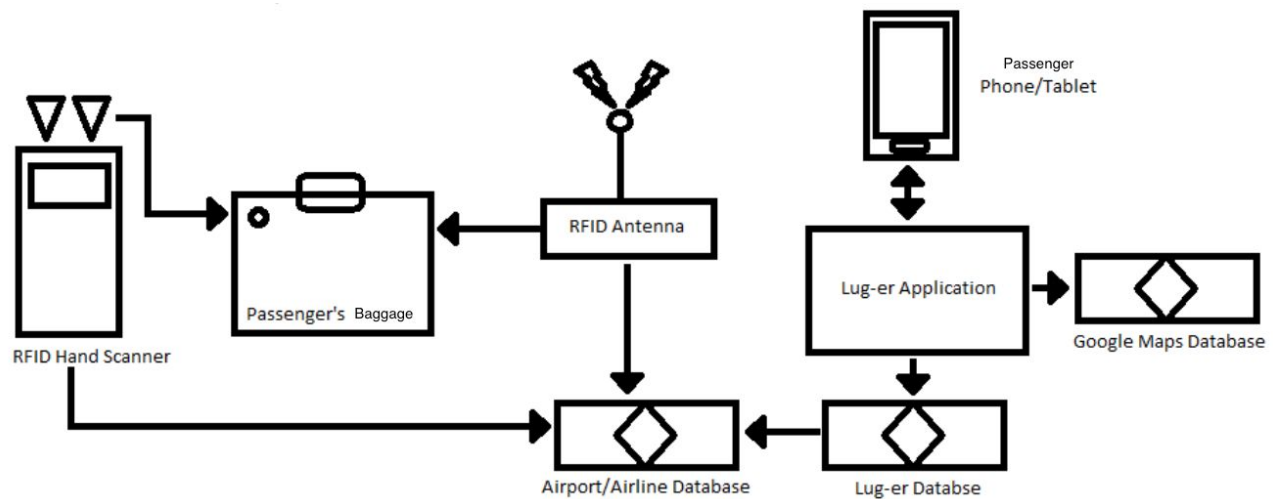 Passenger
Phone/Tablet
RFID Antenna
Lug-er Application
Passenger's Baggage
Google Maps Database
RFID Hand Scanner
Airport/Airline Database
Lug-er Databse